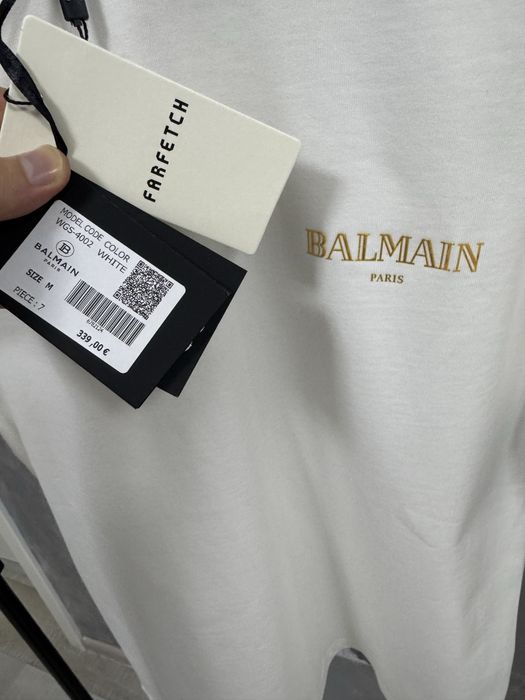 FARFETCH
MODEL CODE COLOR
WGS-4002 WHITE
B
BALMAIN
PARIS
SIZE M
PIECE: 7
339,00 €
BALMAIN
PARIS